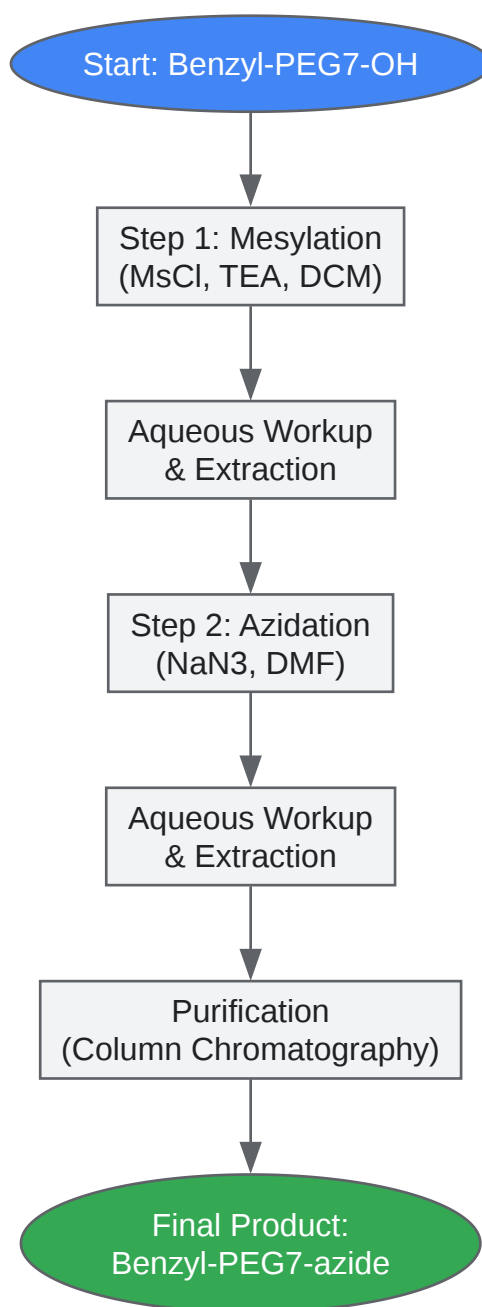 Start: Benzyl-PEG7-OH
Step 1: Mesylation
(MsCl, TEA, DCM)
Aqueous Workup
& Extraction
Step 2: Azidation
(NaN3, DMF)
Aqueous Workup
& Extraction
Purification
(Column Chromatography)
Final Product:
Benzyl-PEG7-azide